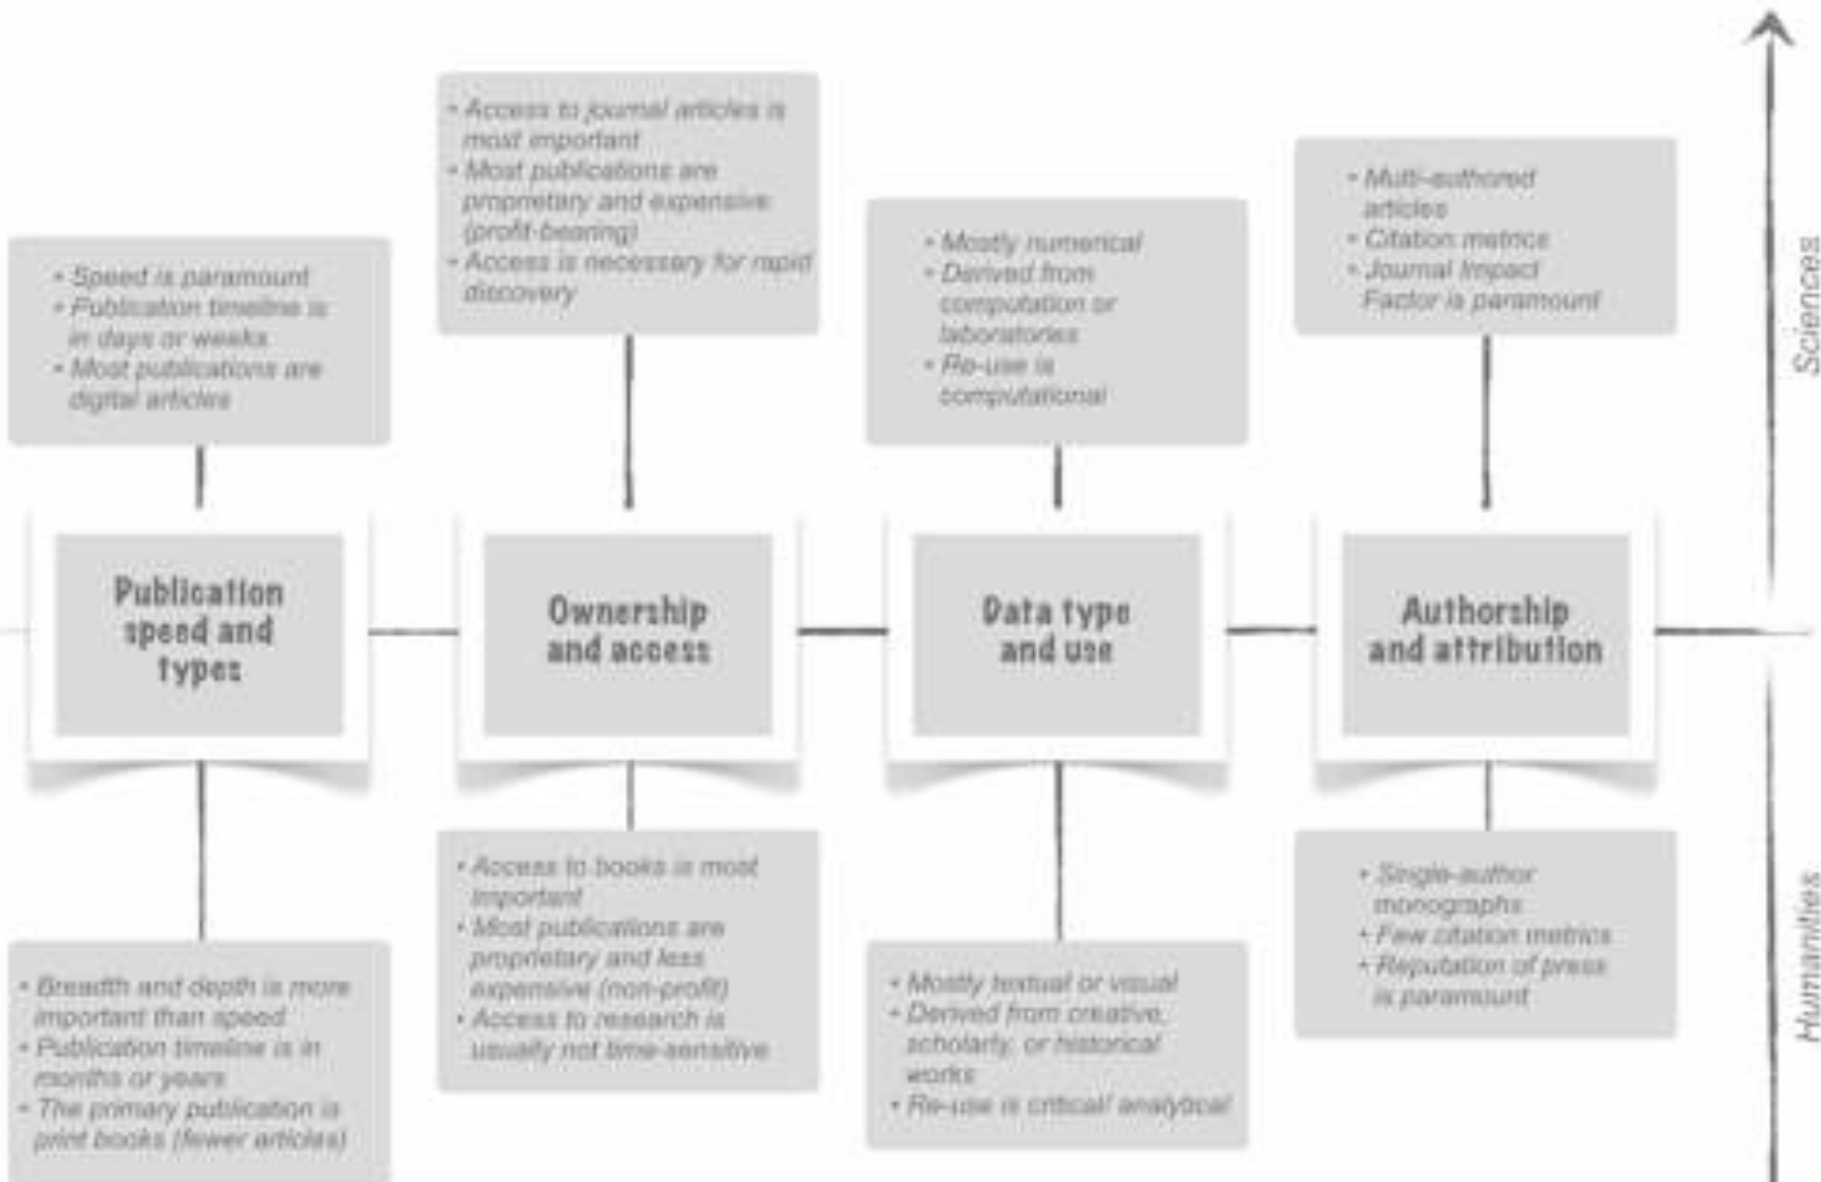 • Speed is paramount
• Publication timeline is
in days or weeks
• Most publications are
digital articles
• Access to journal articles is
most important
• Most publications are
proprietary and expensive
(profit-bearing)
• Access is necessary for rapid
discovery
• Mostly numerical
• Derived from
computation or
laboratories
• Re-use is
computational
• Multi-authored
articles
• Citation metrics
• Journal Impact
Factor is paramount
Sciences
Publication
speed and
types
Ownership
and access
Data type
and use
Authorship
and attribution
• Breadth and depth is more
important than speed
• Publication timeline is in
months or years
• The primary publication is
print books (fewer articles)
• Access to books is most
important
• Most publications are
proprietary and less
expensive (non-profit)
• Access to research is
usually not time-sensitive
• Mostly textual or visual
• Derived from creative,
scholarly, or historical
works
• Re-use is critical/ analytical
• Single-author
monographs
• Few citation metrics
• Reputation of press
is paramount
Humanities